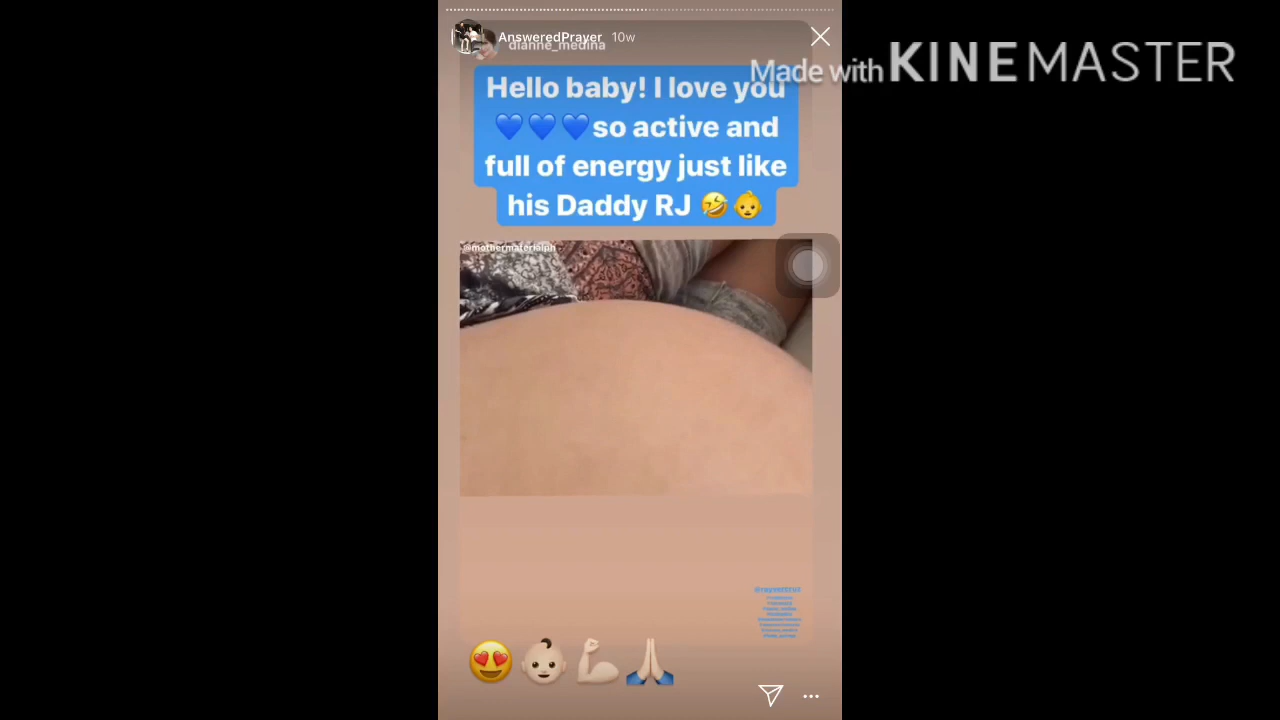 AnsweredPrayer 10w
dianne_medina
Made with KINEMASTER
Hello baby! I love you
💙💙💙so active and
full of energy just like
his Daddy RJ 🤣👶
@mothermaterialph